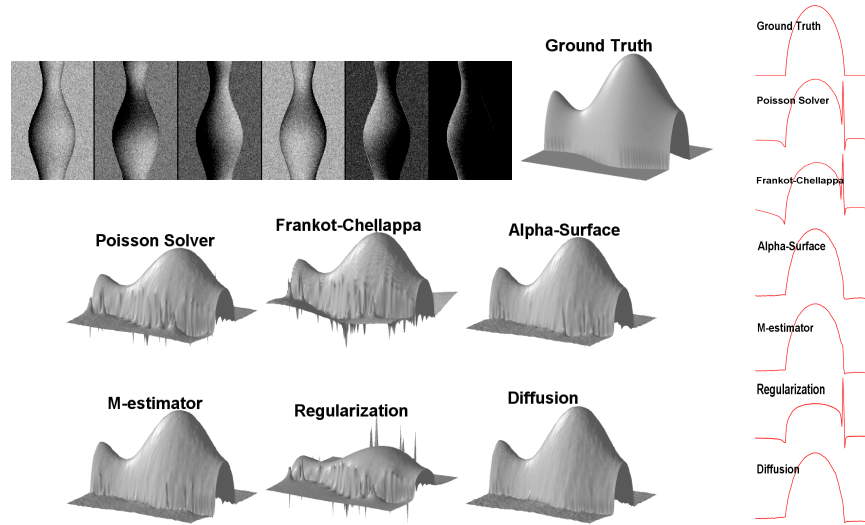 Ground Truth
Poisson Solver
Frankot-Chellappa
Alpha-Surface
M-estimator
Regularization
Diffusion
Ground Truth
Poisson Solver
Frankot-Chellappa
Alpha-Surface
M-estimator
Regularization
Diffusion